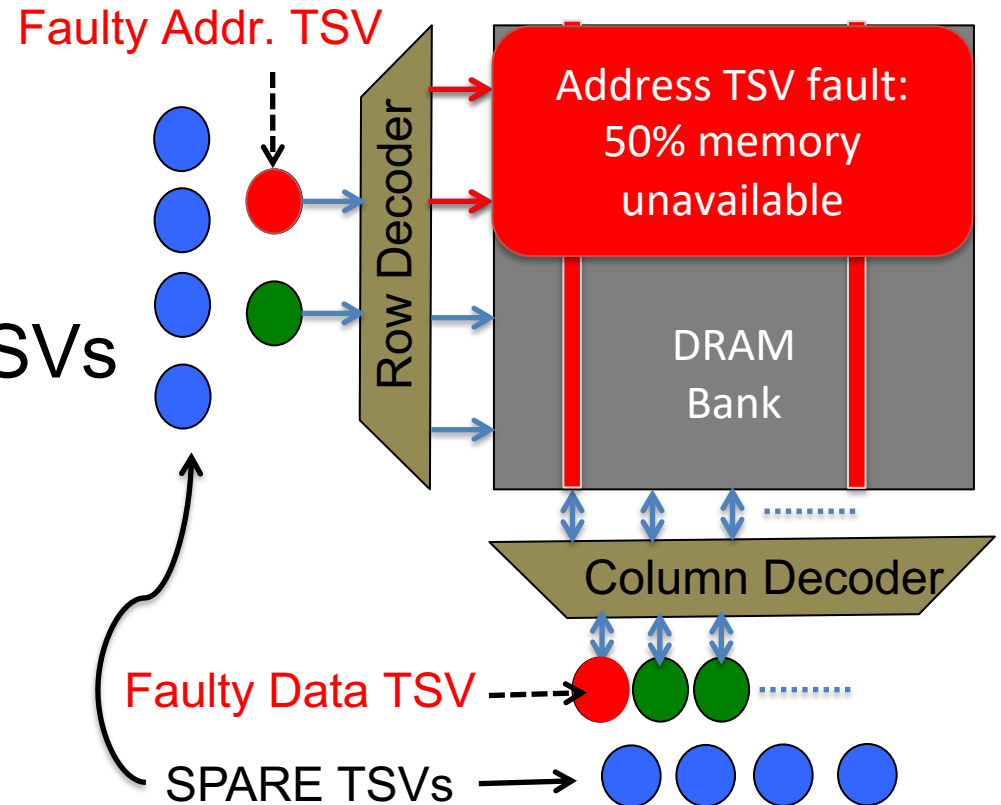 Faulty Addr. TSV
Row Decoder
Address TSV fault:
50% memory
unavailable
SVs
DRAM
Bank
Column Decoder
Faulty Data TSV
SPARE TSVs